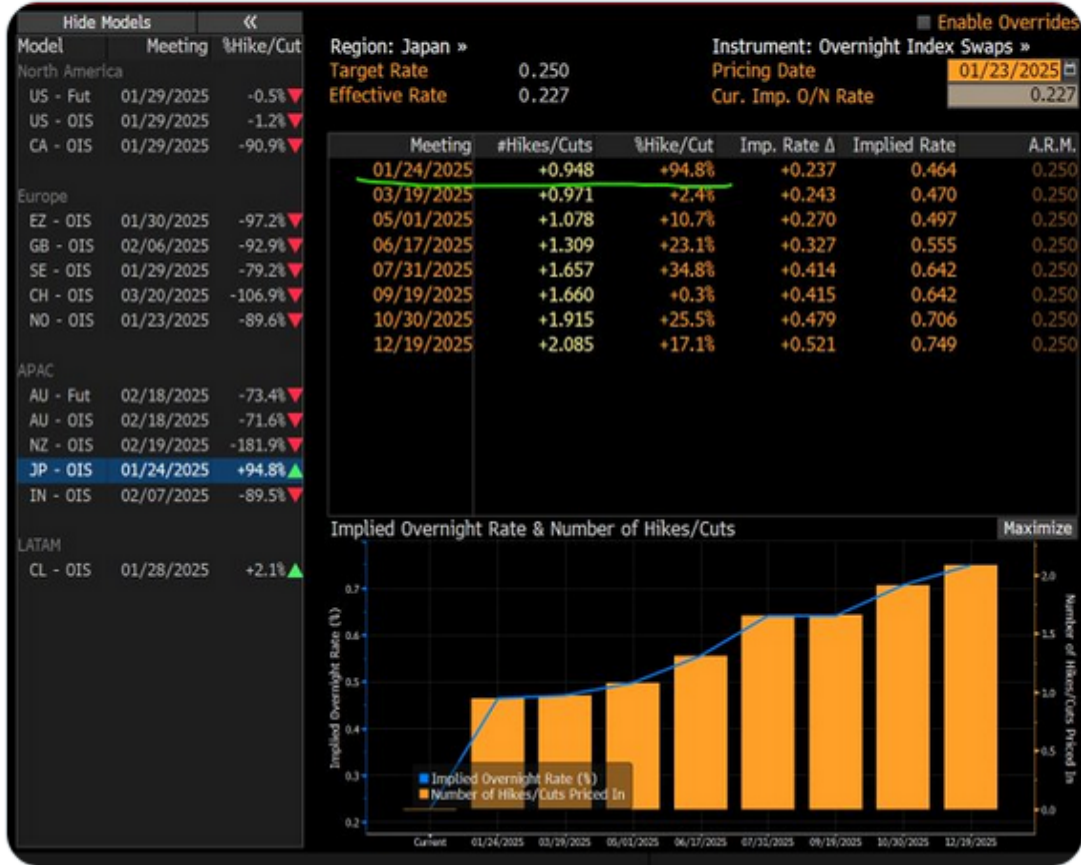 Hide Models «
Model Meeting %Hike/Cut
North America
US - Fut 01/29/2025 -0.5%▼
US - OIS 01/29/2025 -1.2%▼
CA - OIS 01/29/2025 -90.9%▼
Europe
EZ - OIS 01/30/2025 -97.2%▼
GB - OIS 02/06/2025 -92.9%▼
SE - OIS 01/29/2025 -79.2%▼
CH - OIS 03/20/2025 -106.9%▼
NO - OIS 01/23/2025 -89.6%▼
APAC
AU - Fut 02/18/2025 -73.4%▼
AU - OIS 02/18/2025 -71.6%▼
NZ - OIS 02/19/2025 -181.9%▼
JP - OIS 01/24/2025 +94.8%▲
IN - OIS 02/07/2025 -89.5%▼
LATAM
CL - OIS 01/28/2025 +2.1%▲
Enable Overrides
Region: Japan » Instrument: Overnight Index Swaps »
Target Rate 0.250 Pricing Date 01/23/2025
Effective Rate 0.227 Cur. Imp. O/N Rate 0.227
Meeting #Hikes/Cuts %Hike/Cut Imp. Rate Δ Implied Rate A.R.M.
01/24/2025 +0.948 +94.8% +0.237 0.464 0.250
03/19/2025 +0.971 +2.4% +0.243 0.470 0.250
05/01/2025 +1.078 +10.7% +0.270 0.497 0.250
06/17/2025 +1.309 +23.1% +0.327 0.555 0.250
07/31/2025 +1.657 +34.8% +0.414 0.642 0.250
09/19/2025 +1.660 +0.3% +0.415 0.642 0.250
10/30/2025 +1.915 +25.5% +0.479 0.706 0.250
12/19/2025 +2.085 +17.1% +0.521 0.749 0.250
Implied Overnight Rate & Number of Hikes/Cuts Maximize
Implied Overnight Rate (%)
0.7
0.6
0.5
0.4
0.3
0.2
Implied Overnight Rate (%)
Number of Hikes/Cuts Priced In
2.0
1.5
1.0
0.5
0.0
Number of Hikes/Cuts Priced In
Current 01/24/2025 03/19/2025 05/01/2025 06/17/2025 07/31/2025 09/19/2025 10/30/2025 12/19/2025